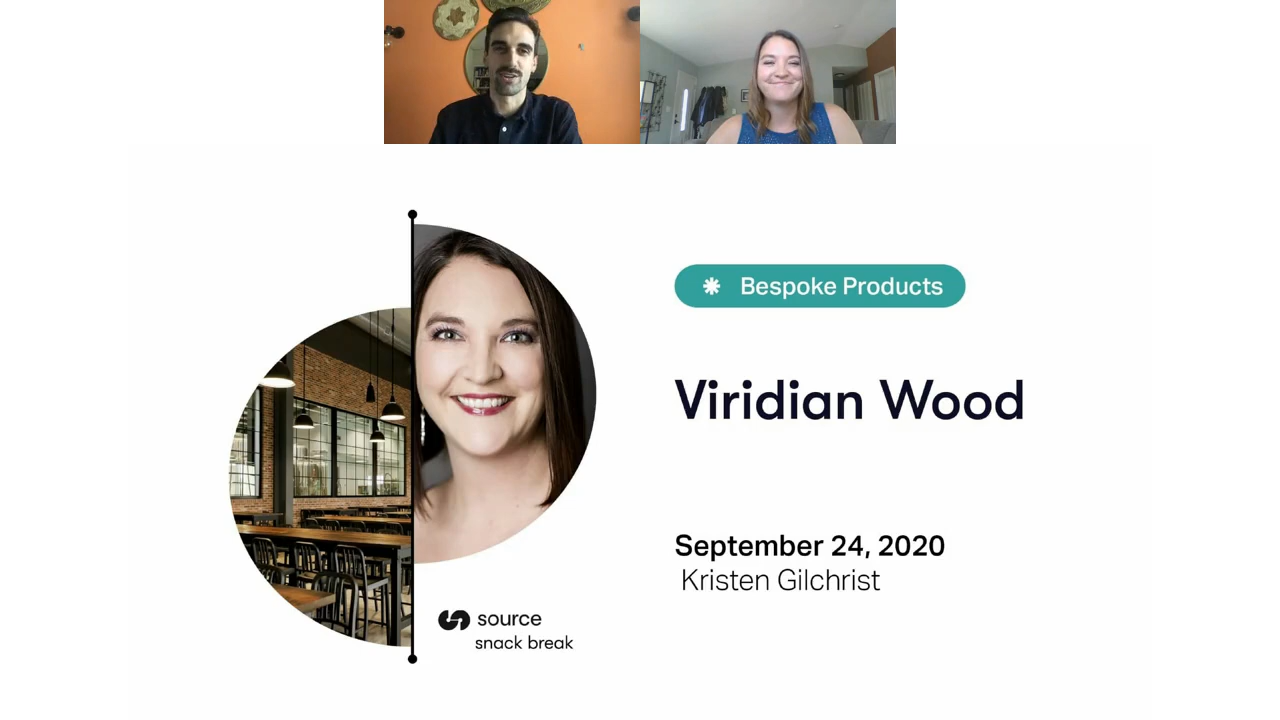 Bespoke Products
Viridian Wood
September 24, 2020
Kristen Gilchrist
source
snack break